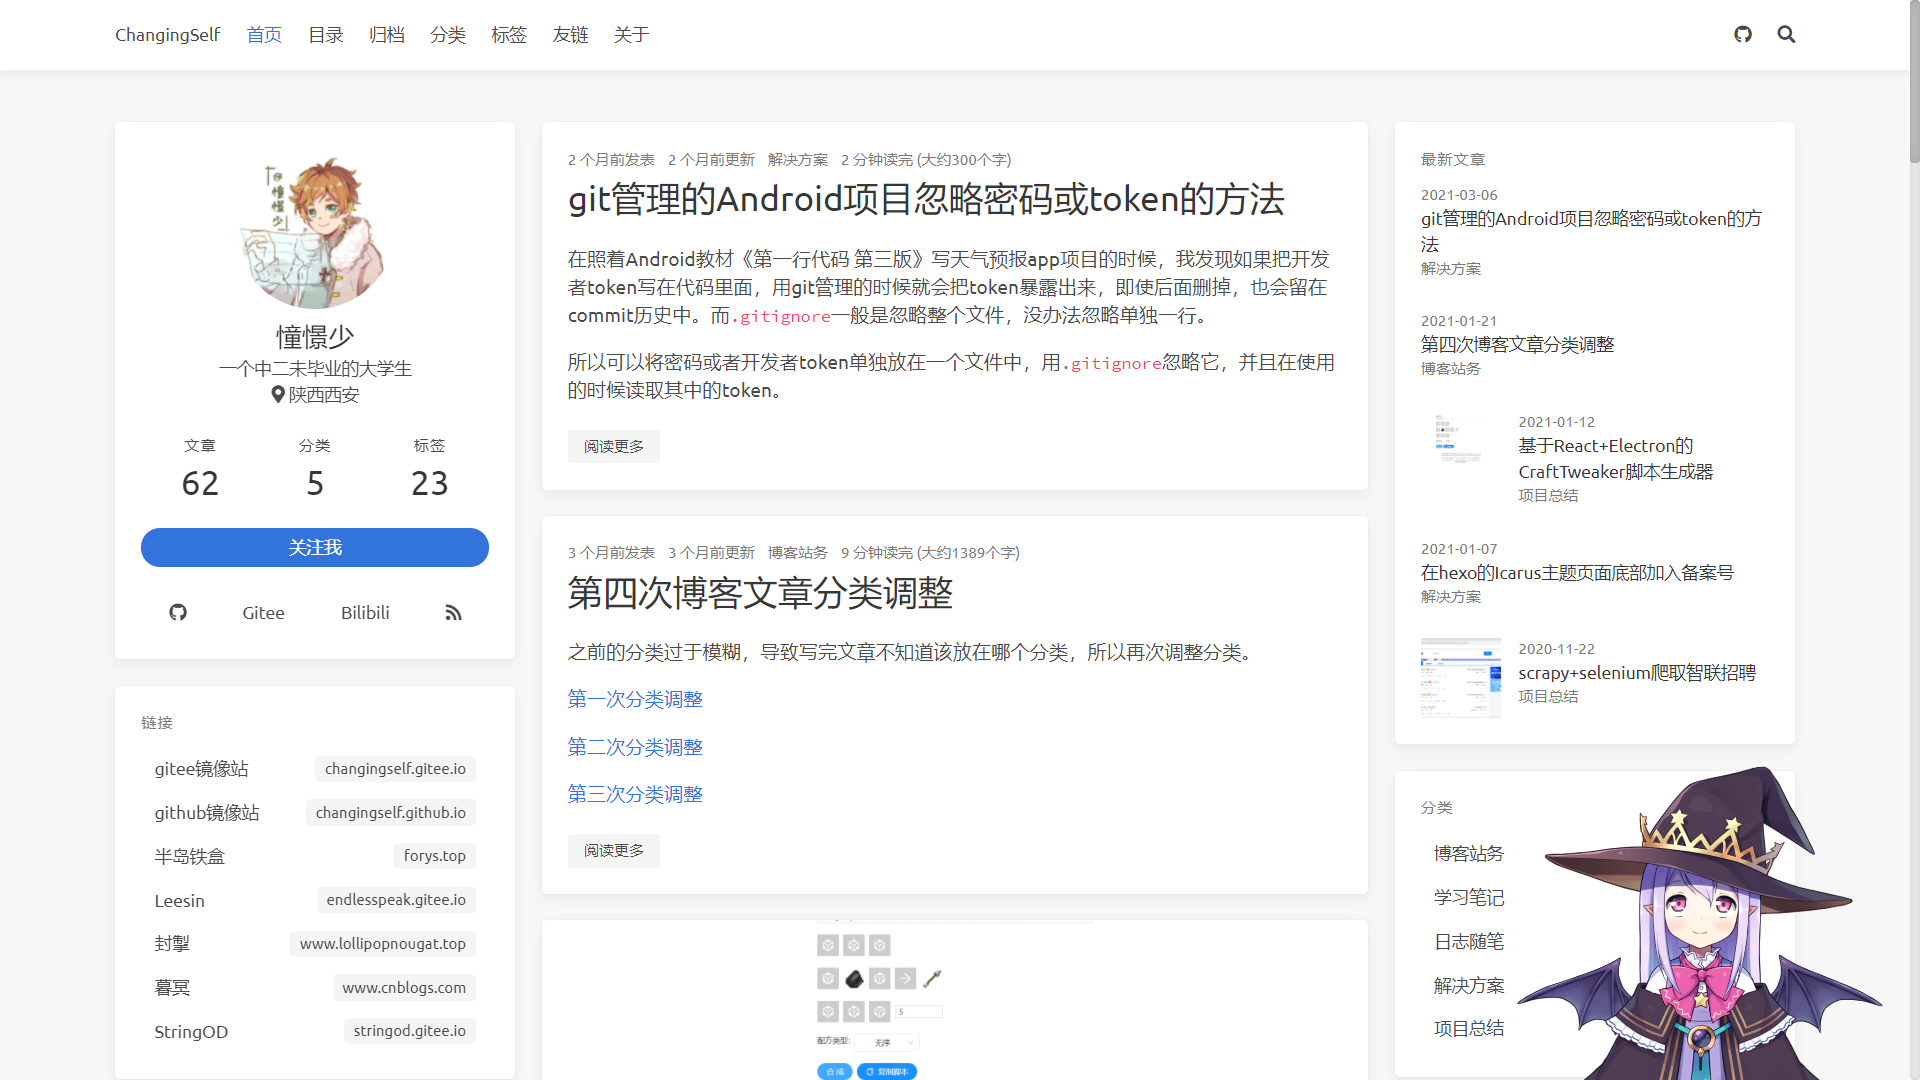 ChangingSelf 首页 目录 归档 分类 标签 友链 关于
@憧憬少
憧憬少
一个中二未毕业的大学生
陕西西安
文章 分类 标签
62 5 23
关注我
Gitee Bilibili
链接
gitee镜像站 changingself.gitee.io
github镜像站 changingself.github.io
半岛铁盒 forys.top
Leesin endlesspeak.gitee.io
封掣 www.lollipopnougat.top
暮冥 www.cnblogs.com
StringOD stringod.gitee.io
2 个月前发表 2 个月前更新 解决方案 2 分钟读完 (大约300个字)
git管理的Android项目忽略密码或token的方法
在照着Android教材《第一行代码 第三版》写天气预报app项目的时候，我发现如果把开发
者token写在代码里面，用git管理的时候就会把token暴露出来，即使后面删掉，也会留在
commit历史中。而.gitignore一般是忽略整个文件，没办法忽略单独一行。
所以可以将密码或者开发者token单独放在一个文件中，用.gitignore忽略它，并且在使用
的时候读取其中的token。
阅读更多
3 个月前发表 3 个月前更新 博客站务 9 分钟读完 (大约1389个字)
第四次博客文章分类调整
之前的分类过于模糊，导致写完文章不知道该放在哪个分类，所以再次调整分类。
第一次分类调整
第二次分类调整
第三次分类调整
阅读更多
5
配方类型: 无序
合成 复制脚本
最新文章
2021-03-06
git管理的Android项目忽略密码或token的方
法
解决方案
2021-01-21
第四次博客文章分类调整
博客站务
2021-01-12
基于React+Electron的
CraftTweaker脚本生成器
项目总结
2021-01-07
在hexo的Icarus主题页面底部加入备案号
解决方案
2020-11-22
scrapy+selenium爬取智联招聘
项目总结
分类
博客站务
学习笔记
日志随笔
解决方案
项目总结